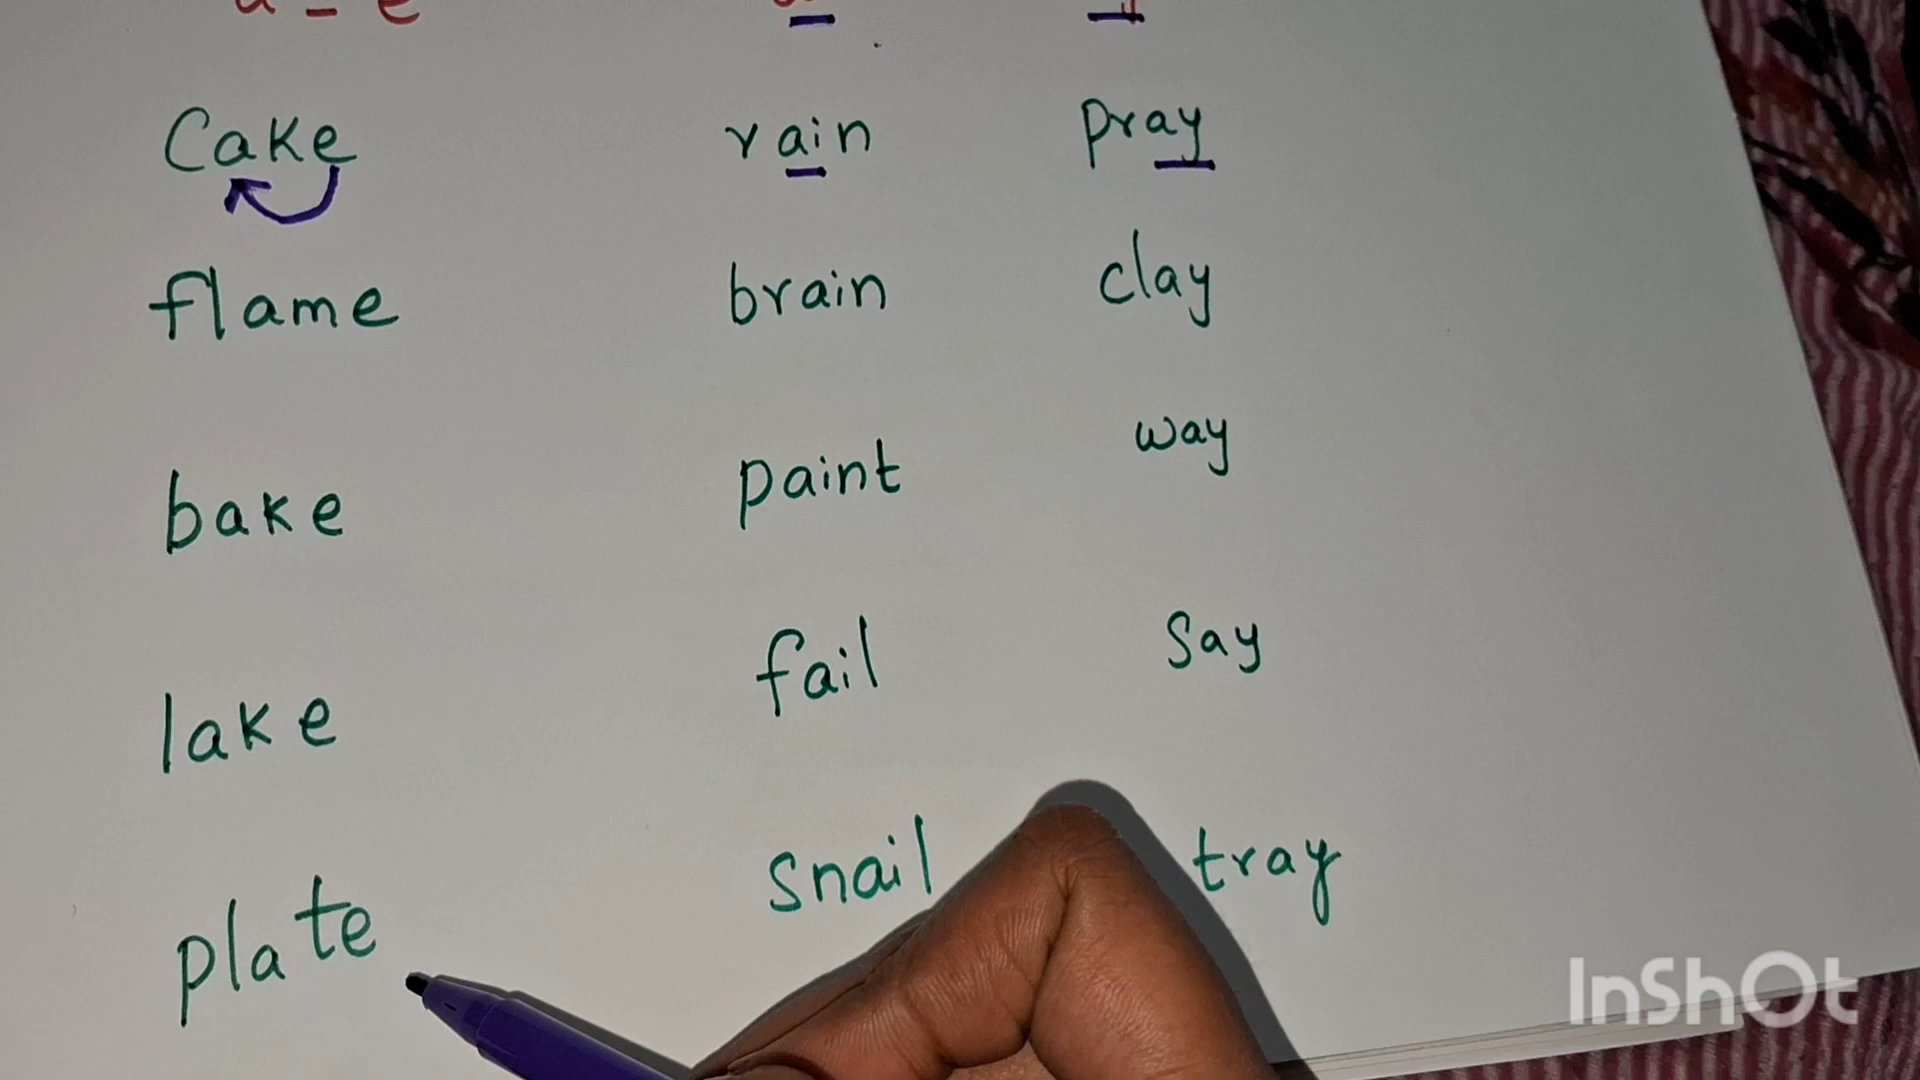 a - e
Cake rain pray
flame brain clay
bake paint way
lake fail say
plate snail tray
InShOt